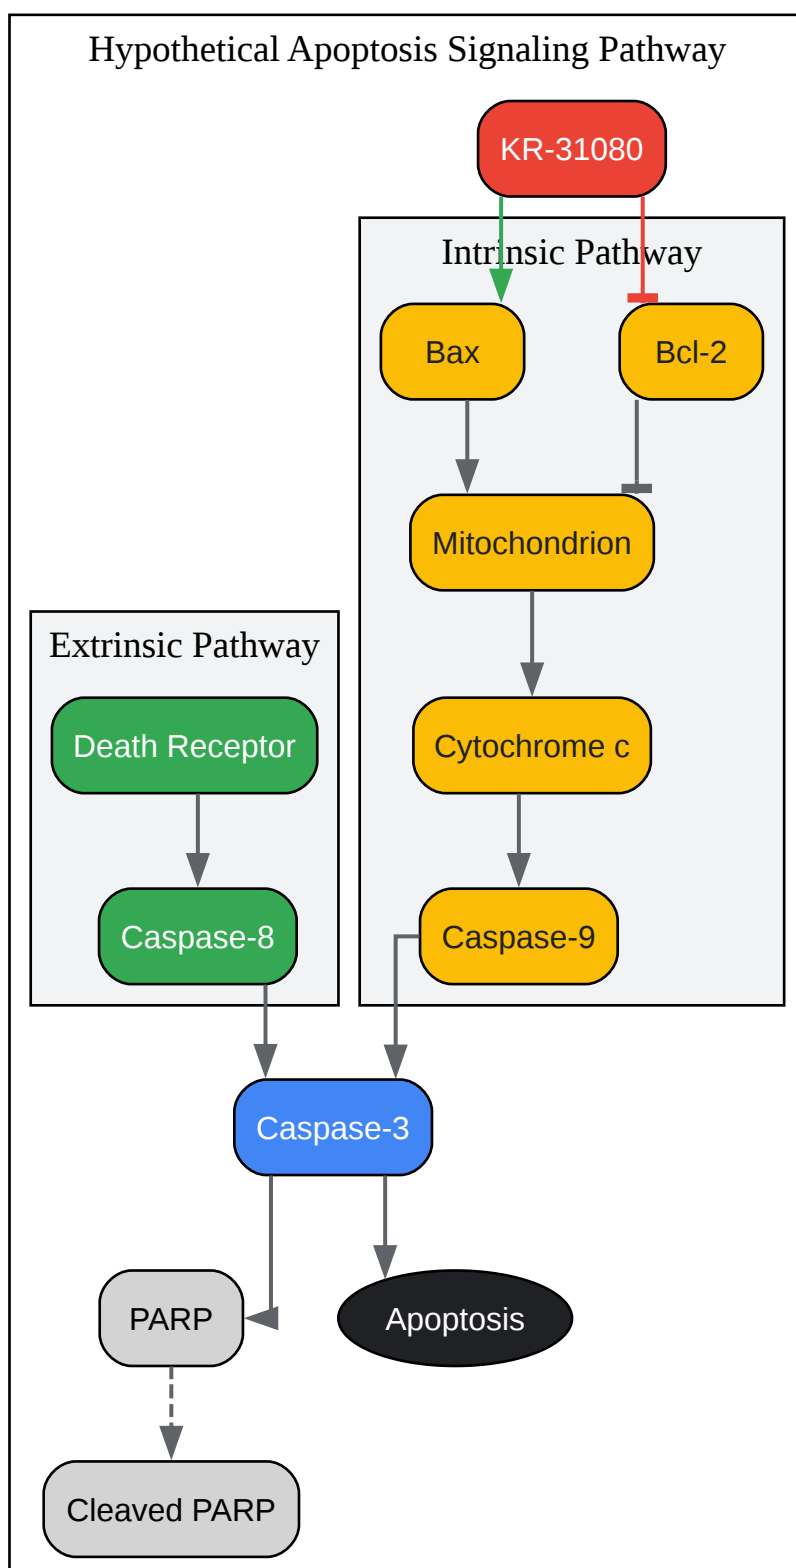 Hypothetical Apoptosis Signaling Pathway
KR-31080
Intrinsic Pathway
Bax
Bcl-2
Mitochondrion
Extrinsic Pathway
Death Receptor
Cytochrome c
Caspase-8
Caspase-9
Caspase-3
PARP
Apoptosis
Cleaved PARP